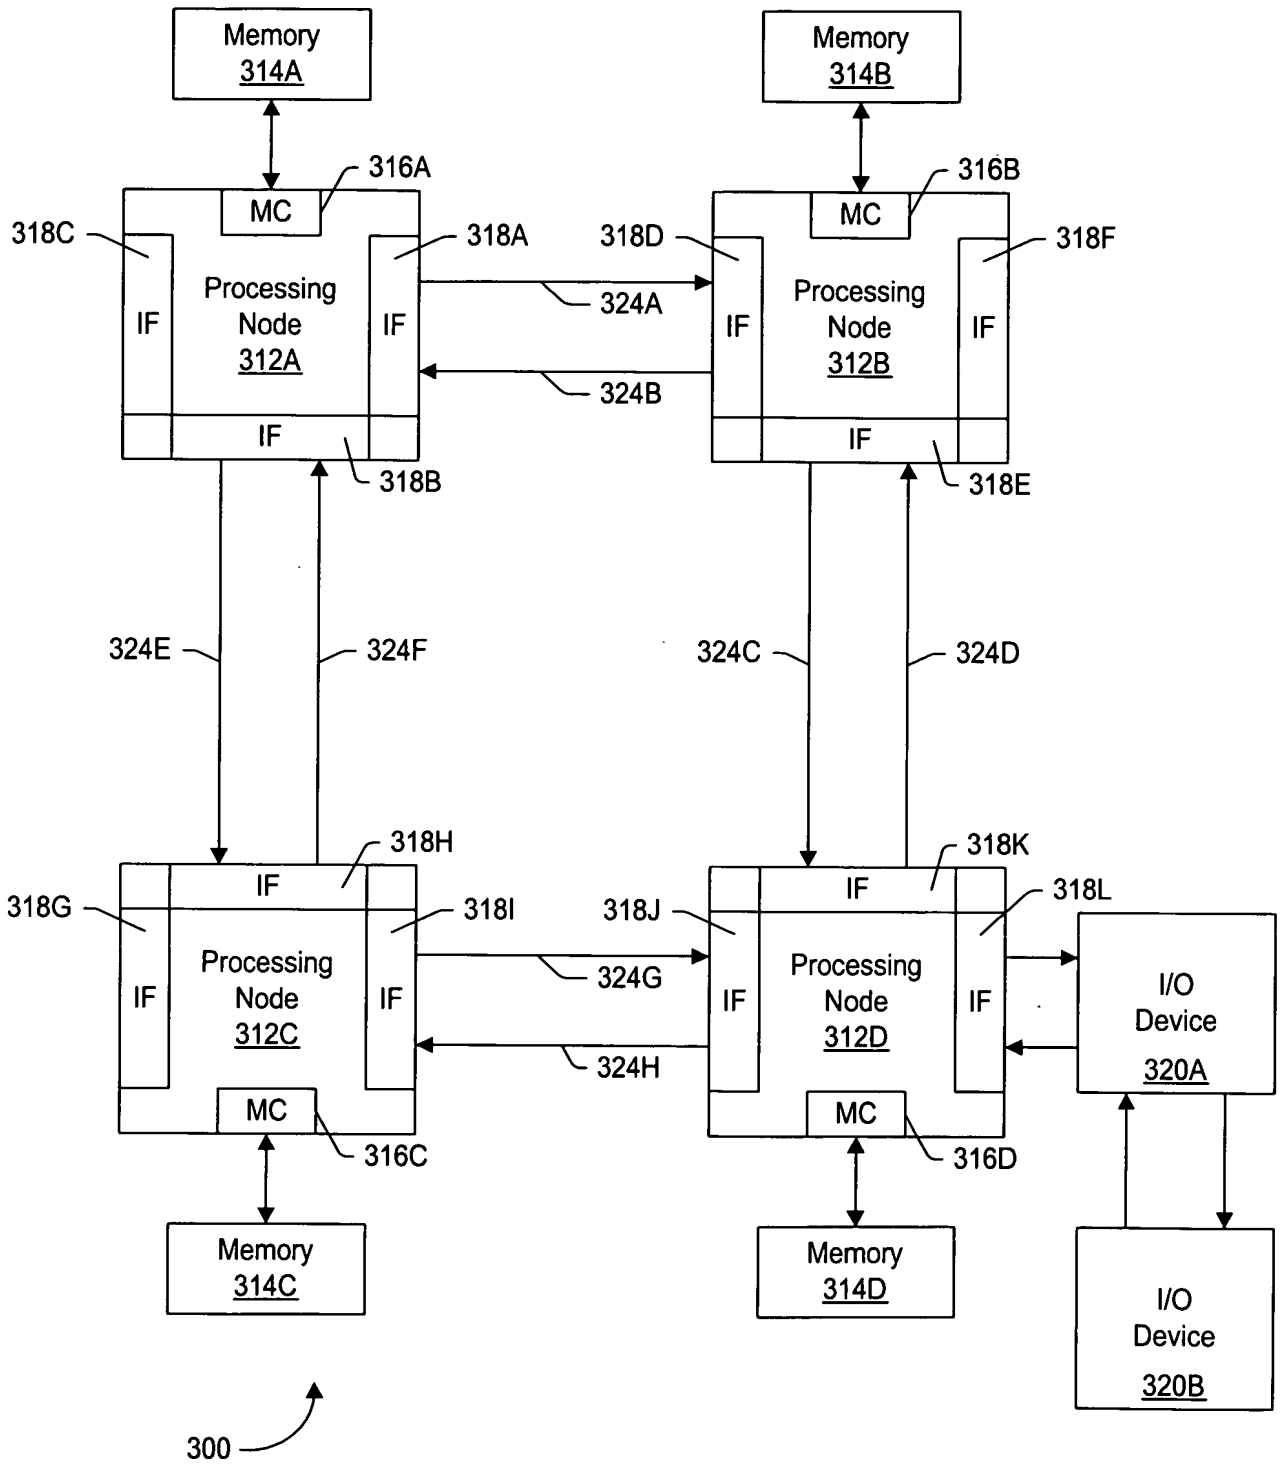 Memory
314A
Memory
314B
316A
316B
MC
MC
318C
318A
318D
318F
Processing
Node
312A
IF
IF
324A
Processing
Node
312B
IF
IF
324B
IF
IF
318B
318E
324E
324F
324C
324D
318H
318K
IF
IF
318G
318I
318J
318L
Processing
Node
312C
IF
IF
324G
Processing
Node
312D
IF
IF
I/O
Device
320A
324H
MC
MC
316C
316D
Memory
314C
Memory
314D
I/O
Device
320B
300